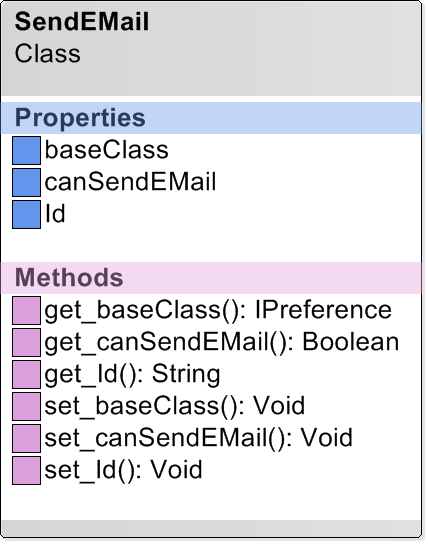 SendEMail
Class
Properties
baseClass
canSendEMail
Id
Methods
get_baseClass(): IPreference
get_canSendEMail(): Boolean
get_Id(): String
set_baseClass(): Void
set_canSendEMail(): Void
set_Id(): Void